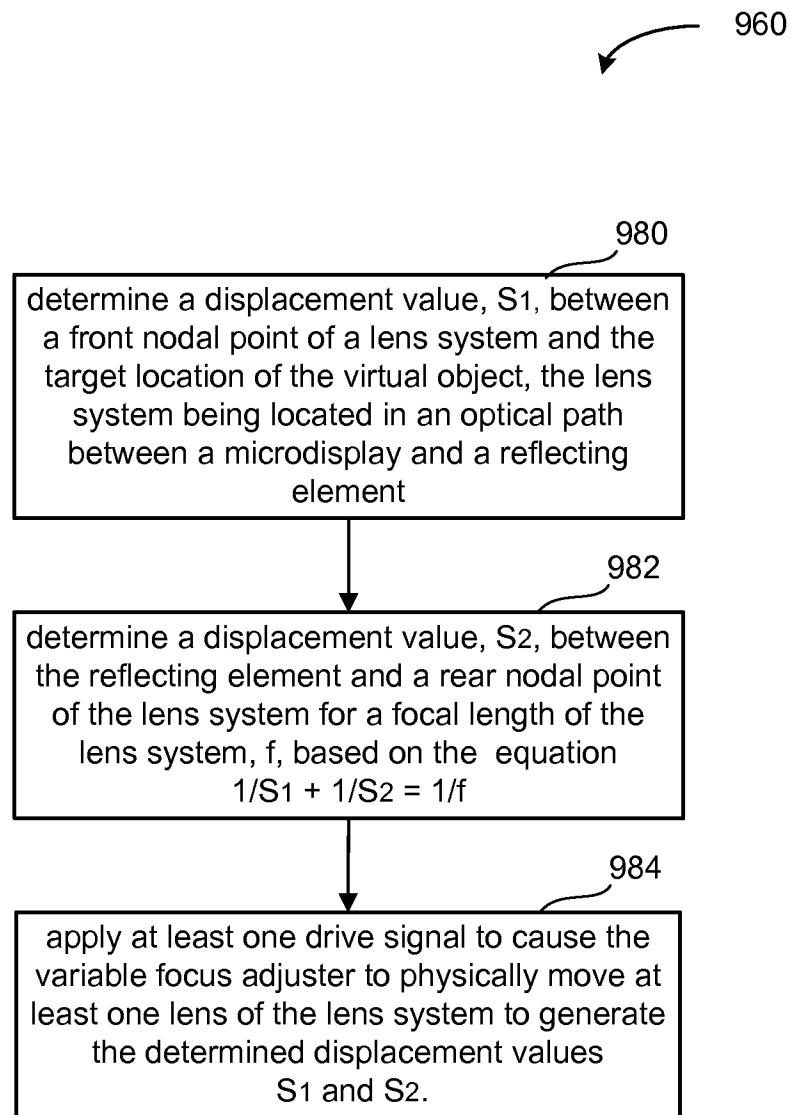 960
980
determine a displacement value, S1, between
a front nodal point of a lens system and the
target location of the virtual object, the lens
system being located in an optical path
between a microdisplay and a reflecting
element
982
determine a displacement value, S2, between
the reflecting element and a rear nodal point
of the lens system for a focal length of the
lens system, f, based on the equation
1/S1 + 1/S2 = 1/f
984
apply at least one drive signal to cause the
variable focus adjuster to physically move at
least one lens of the lens system to generate
the determined displacement values
S1 and S2.